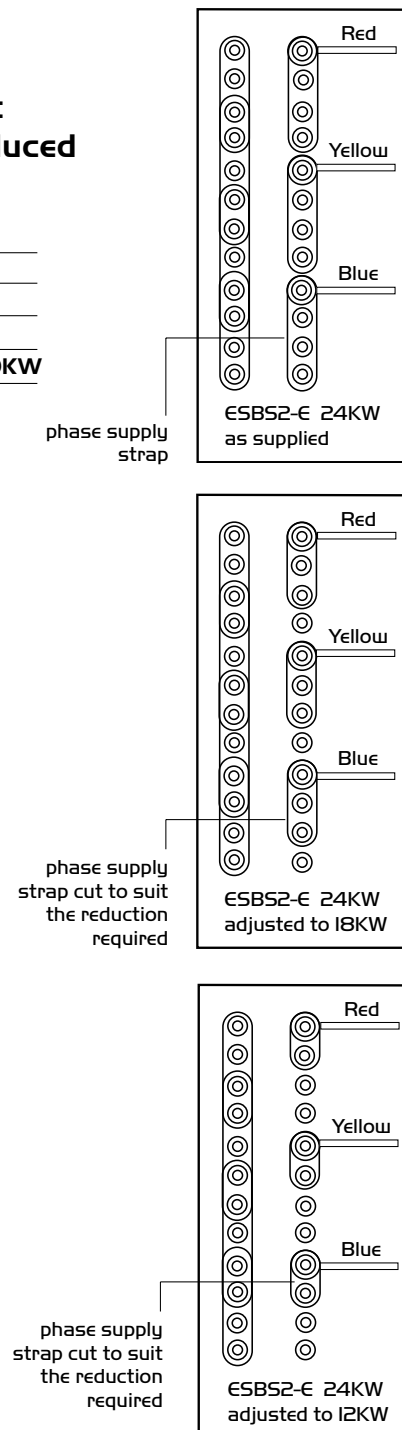 uced
KW
Red
Yellow
Blue
phase supply
strap
ESBS2-E 24KW
as supplied
Red
Yellow
Blue
phase supply
strap cut to suit
the reduction
required
ESBS2-E 24KW
adjusted to 18KW
Red
Yellow
Blue
phase supply
strap cut to suit
the reduction
required
ESBS2-E 24KW
adjusted to 12KW